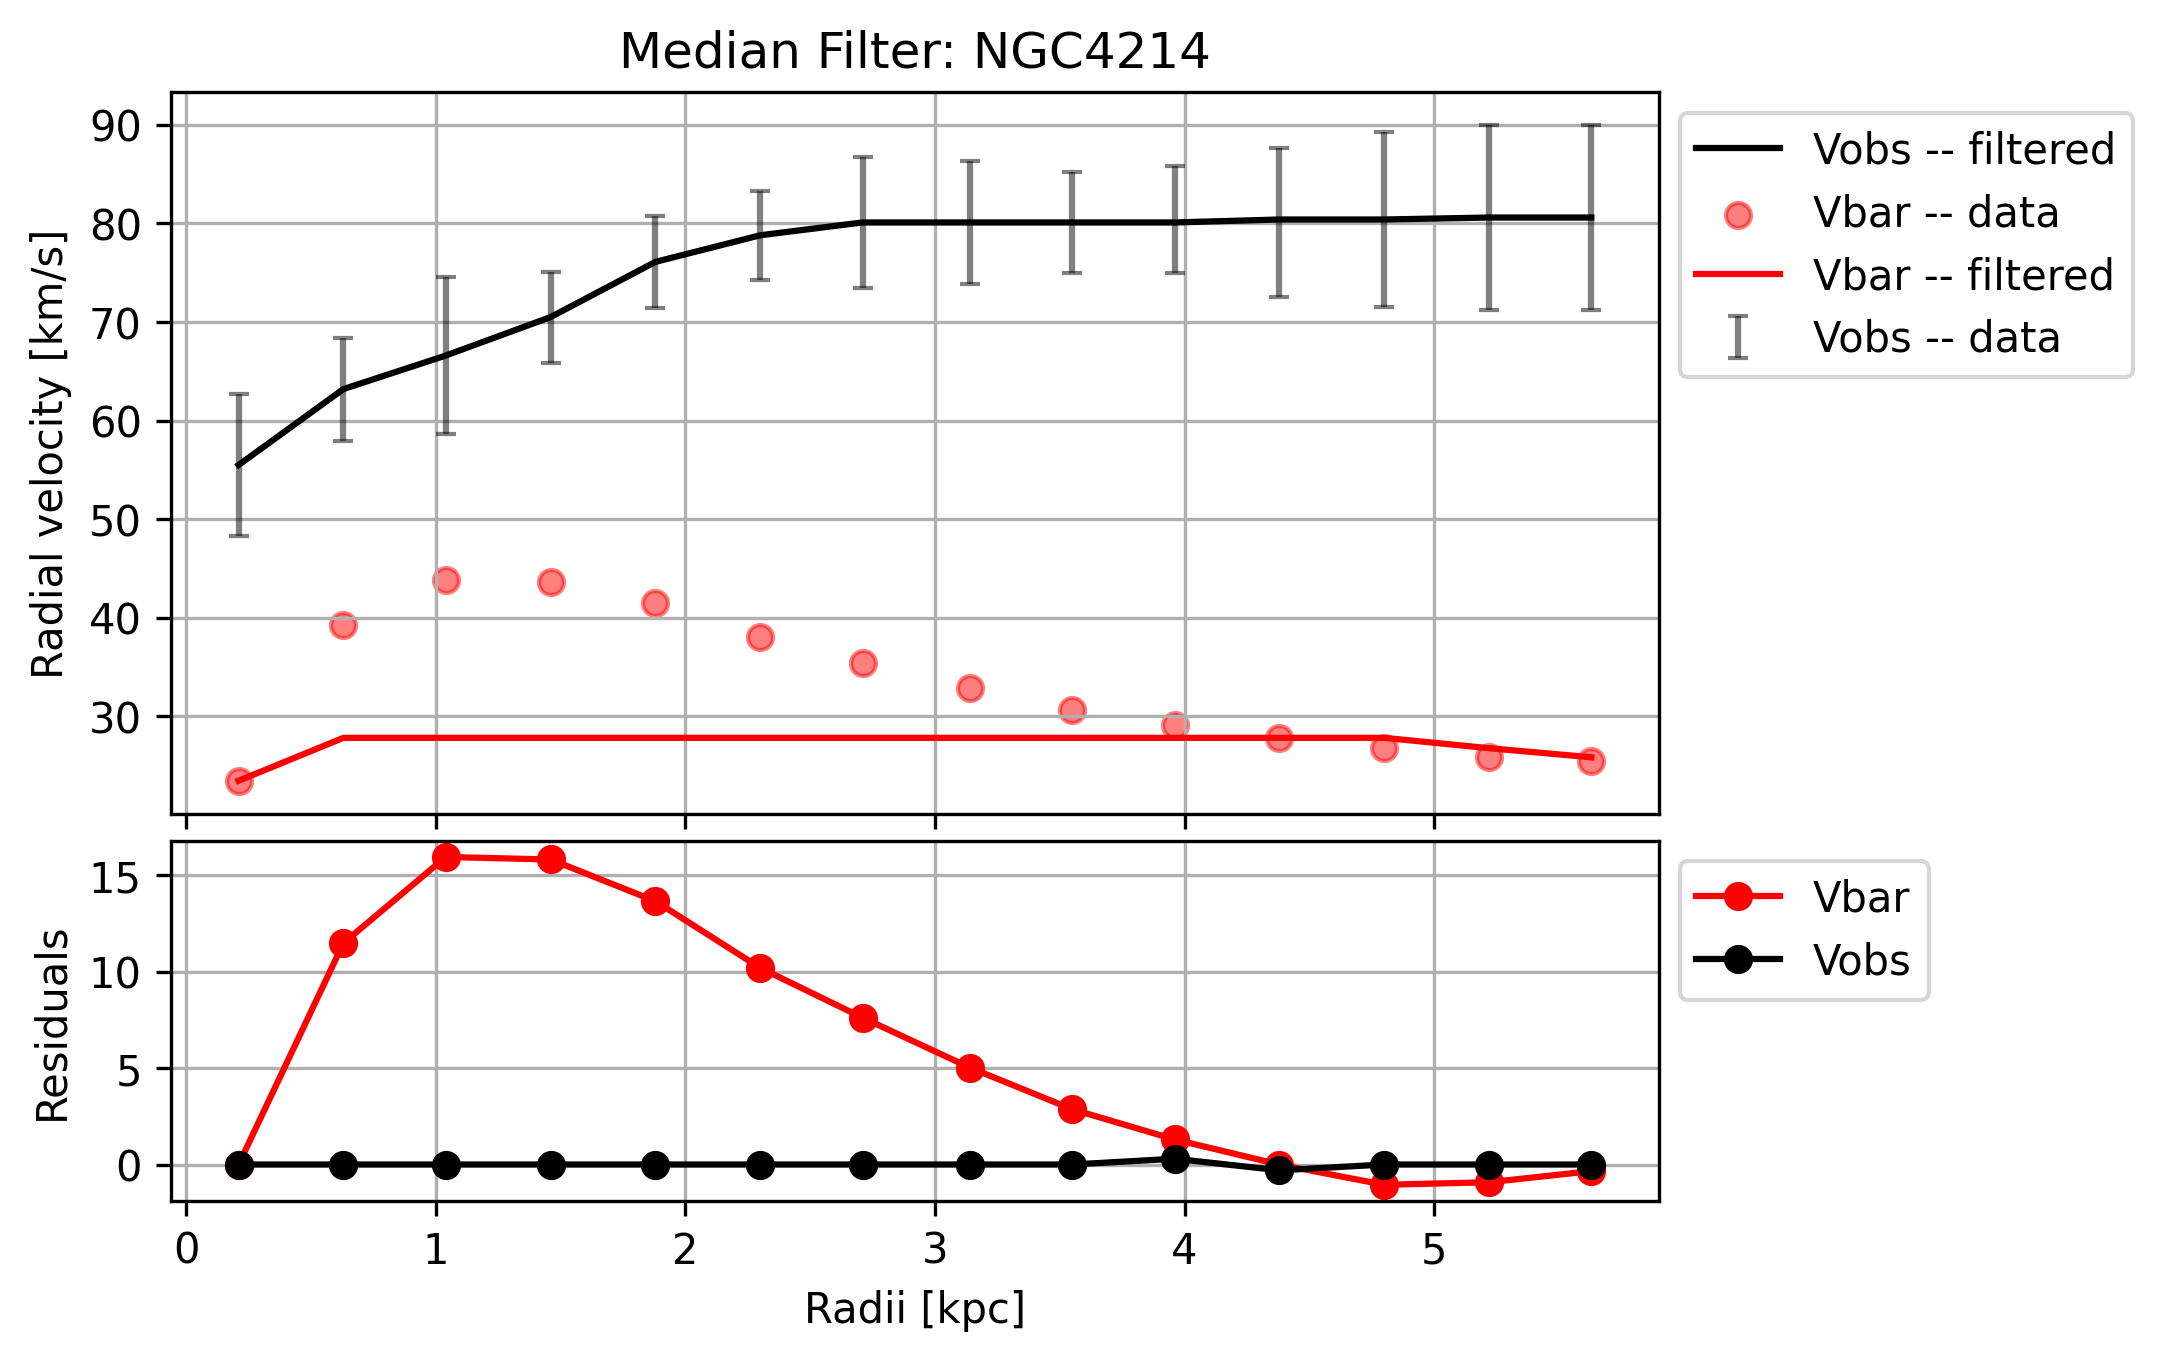 Median Filter: NGC4214
90
80
70
60
50
40
30
Radial velocity [km/s]
Vobs -- filtered
Vbar -- data
Vbar -- filtered
Vobs -- data
15
10
5
0
Residuals
Vbar
Vobs
0 1 2 3 4 5
Radii [kpc]